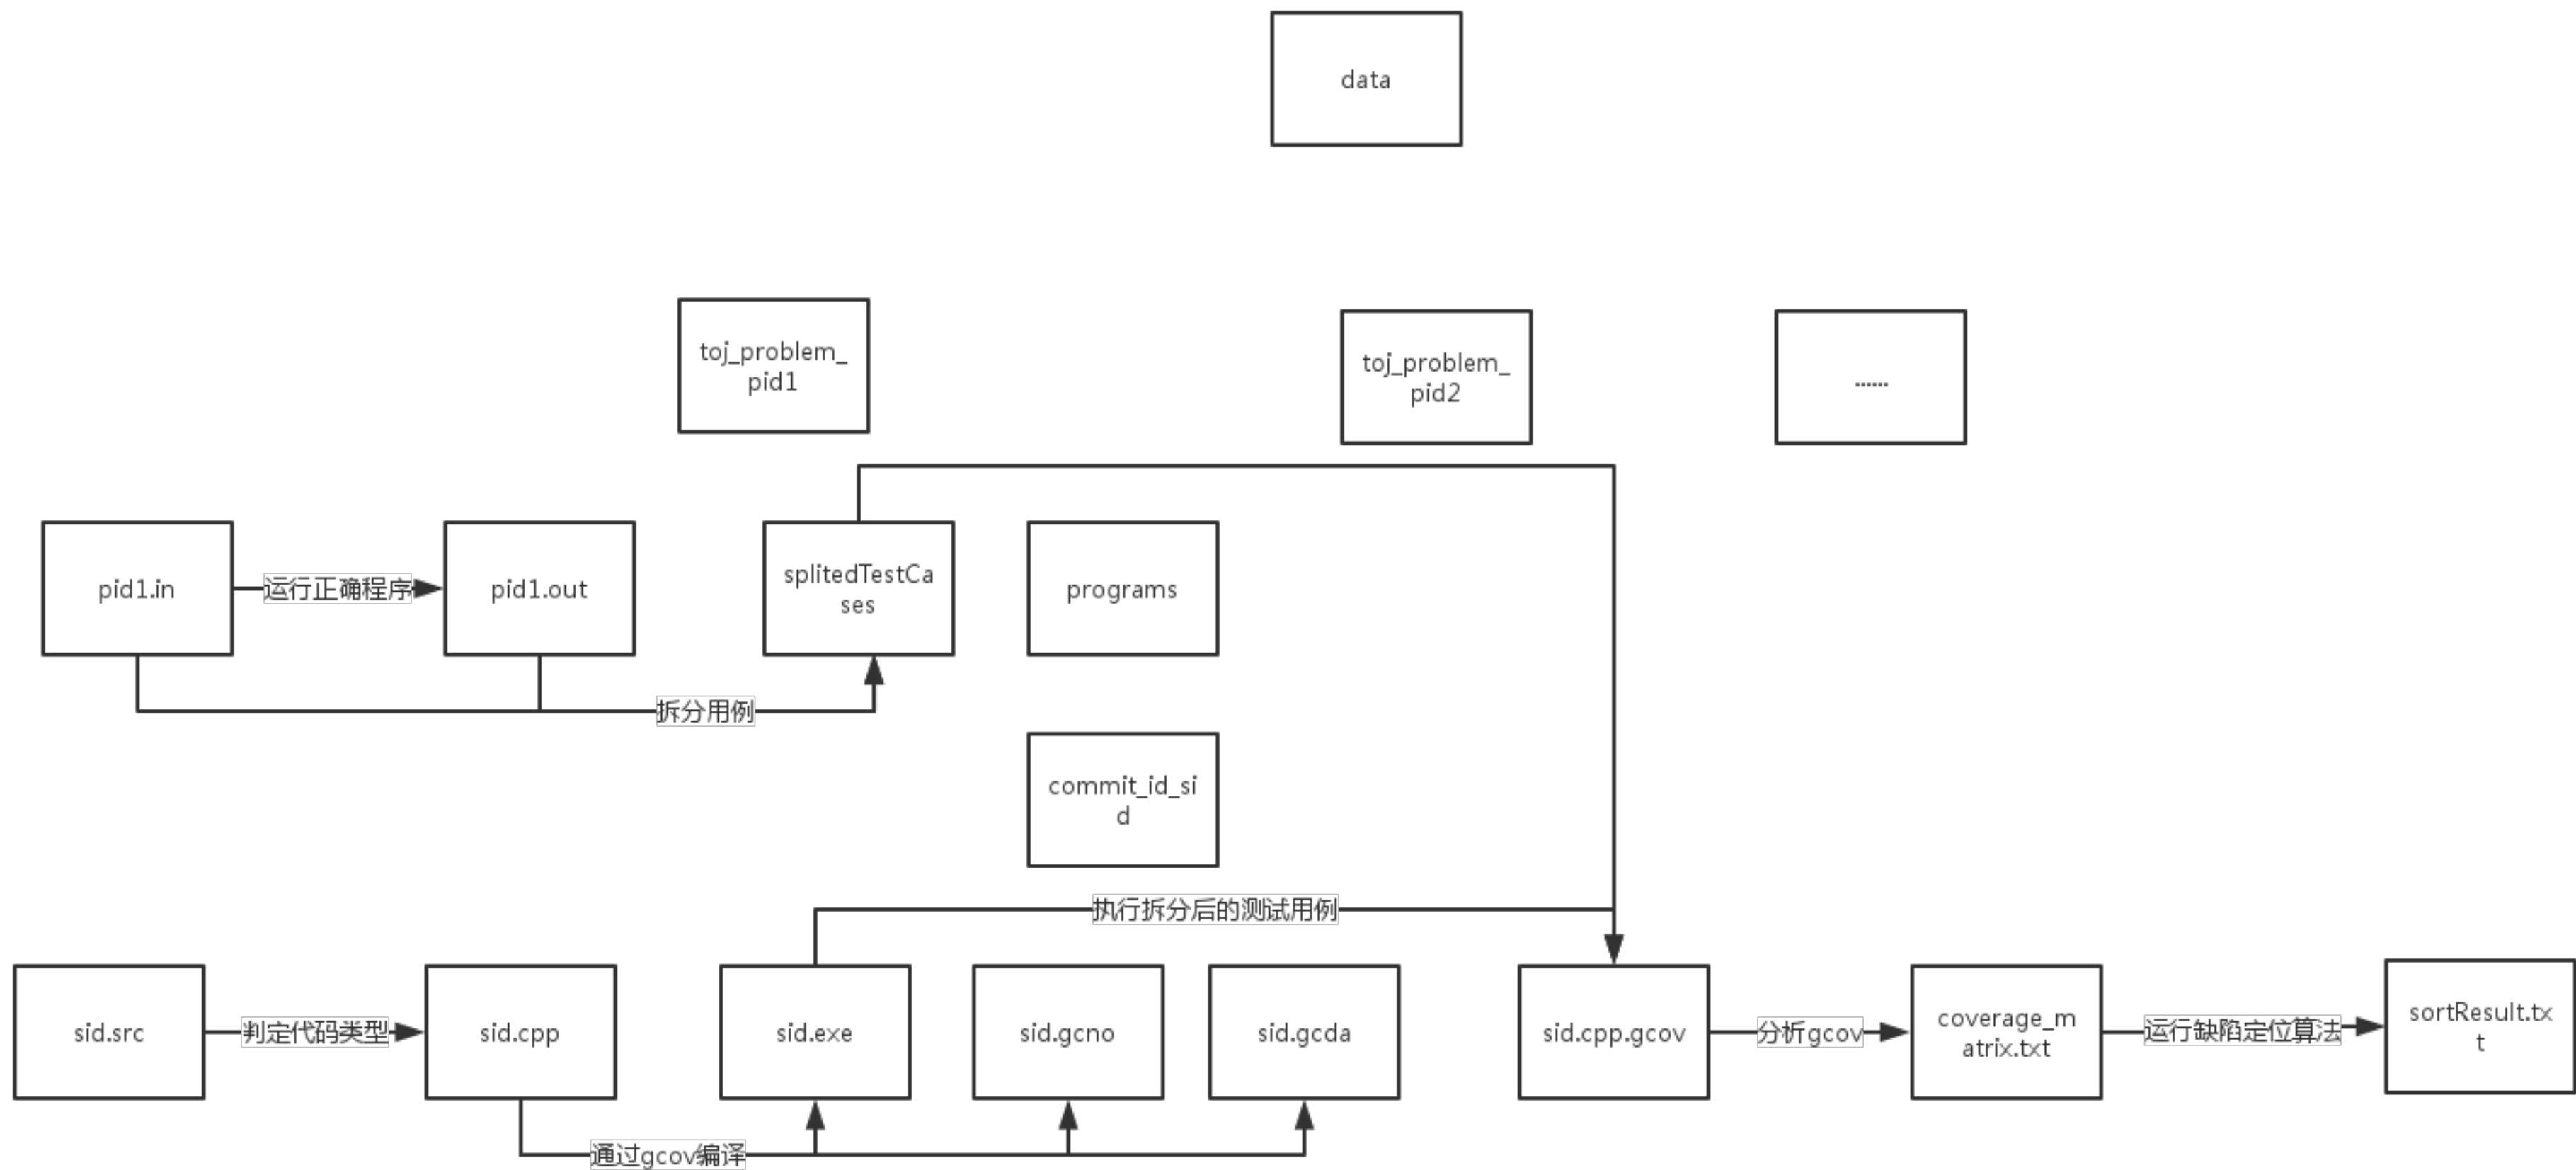 data
toj_problem_
pid1
toj_problem_
pid2
......
pid1.in
运行正确程序
pid1.out
splitedTestCa
ses
programs
拆分用例
commit_id_si
d
执行拆分后的测试用例
sid.src
判定代码类型
sid.cpp
sid.exe
sid.gcno
sid.gcda
sid.cpp.gcov
分析gcov
coverage_m
atrix.txt
运行缺陷定位算法
sortResult.tx
t
通过gcov编译